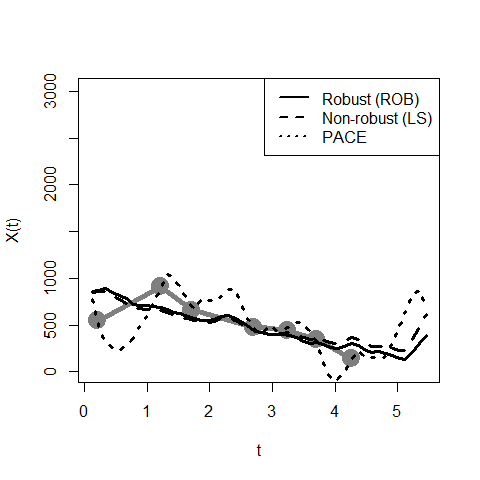 Robust (ROB)
Non-robust (LS)
PACE
X(t)
3000
2000
1000
500
0
0 1 2 3 4 5
t